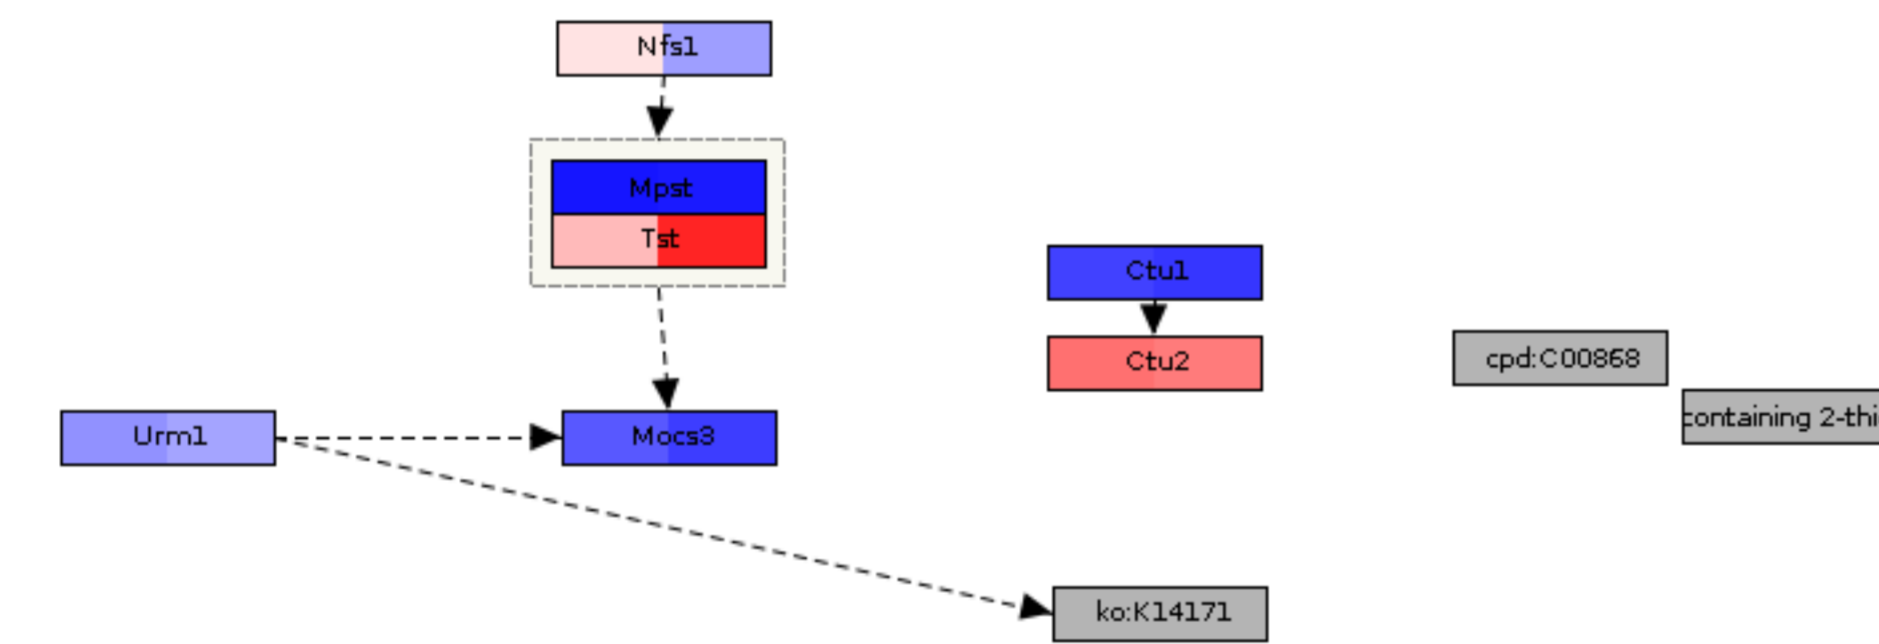 Nfs1
Mpst
Tst
Ctu1
Ctu2
cpd:C00868
containing 2-thi
Urm1
Mocs3
ko:K14171